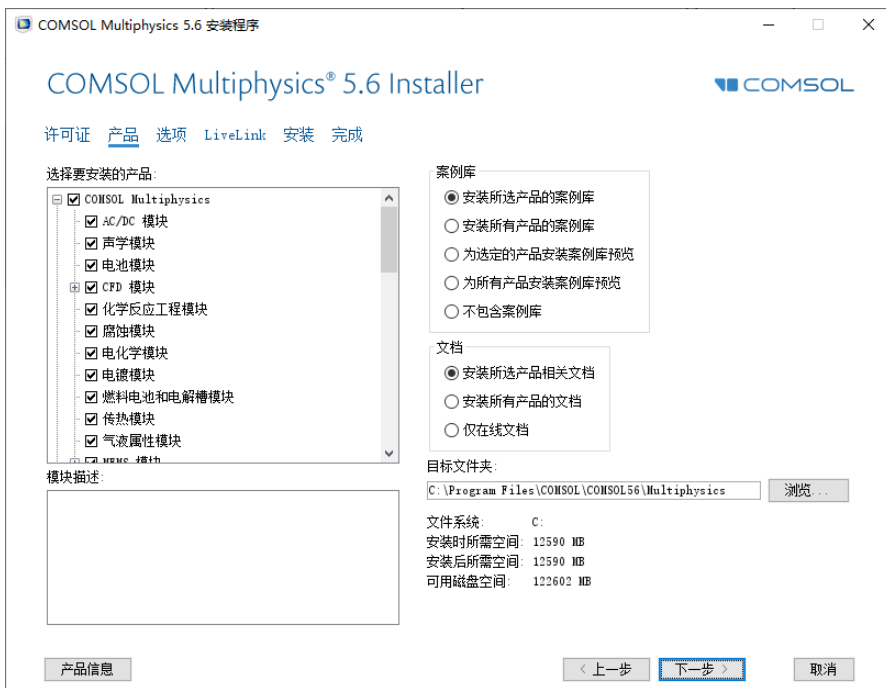 COMSOL Multiphysics 5.6 安装程序
COMSOL Multiphysics® 5.6 Installer
COMSOL
许可证 产品 选项 LiveLink 安装 完成
选择要安装的产品:
COMSOL Multiphysics
AC/DC 模块
声学模块
电池模块
CFD 模块
化学反应工程模块
腐蚀模块
电化学模块
电镀模块
燃料电池和电解槽模块
传热模块
气液属性模块
MEMS 模块
模块描述:
产品信息
案例库
安装所选产品的案例库
安装所有产品的案例库
为选定的产品安装案例库预览
为所有产品安装案例库预览
不包含案例库
文档
安装所选产品相关文档
安装所有产品的文档
仅在线文档
目标文件夹:
C:\Program Files\COMSOL\COMSOL56\Multiphysics
浏览...
文件系统: C:
安装时所需空间: 12590 MB
安装后所需空间: 12590 MB
可用磁盘空间: 122602 MB
< 上一步
下一步 >
取消